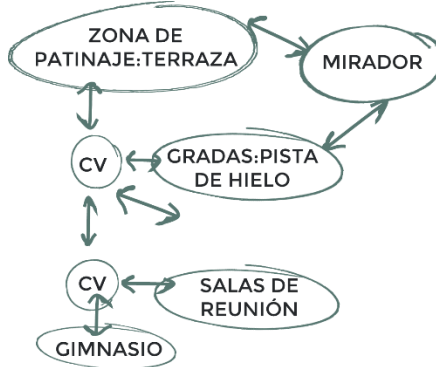 ZONA DE
PATINAJE:TERRAZA
MIRADOR
CV
GRADAS:PISTA
DE HIELO
CV
SALAS DE
REUNIÓN
GIMNASIO